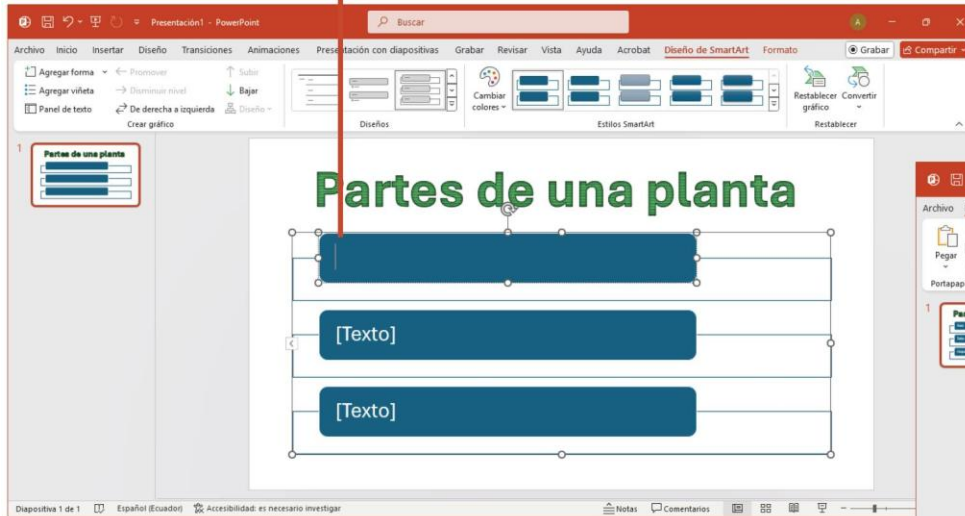 Presentación1 - PowerPoint
Buscar
A
Archivo Inicio Insertar Diseño Transiciones Animaciones Presentación con diapositivas Grabar Revisar Vista Ayuda Acrobat Diseño de SmartArt Formato
Grabar
Compartir
Agregar forma
Promover
Subir
Agregar viñeta
Disminuir nivel
Bajar
Panel de texto
De derecha a izquierda
Diseño
Crear gráfico
Diseños
Cambiar
colores
Estilos SmartArt
Restablecer
gráfico
Convertir
Restablecer
1
Partes de una planta
Partes de una planta
[Texto]
[Texto]
Archivo
Pegar
1
Diapositiva 1 de 1
Español (Ecuador)
Accesibilidad: es necesario investigar
Notas
Comentarios